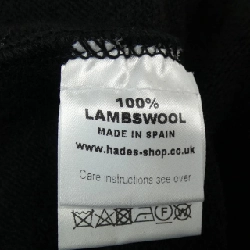 100%
LAMBSWOOL
MADE IN SPAIN
www.hades-shop.co.uk
Care instructions see over